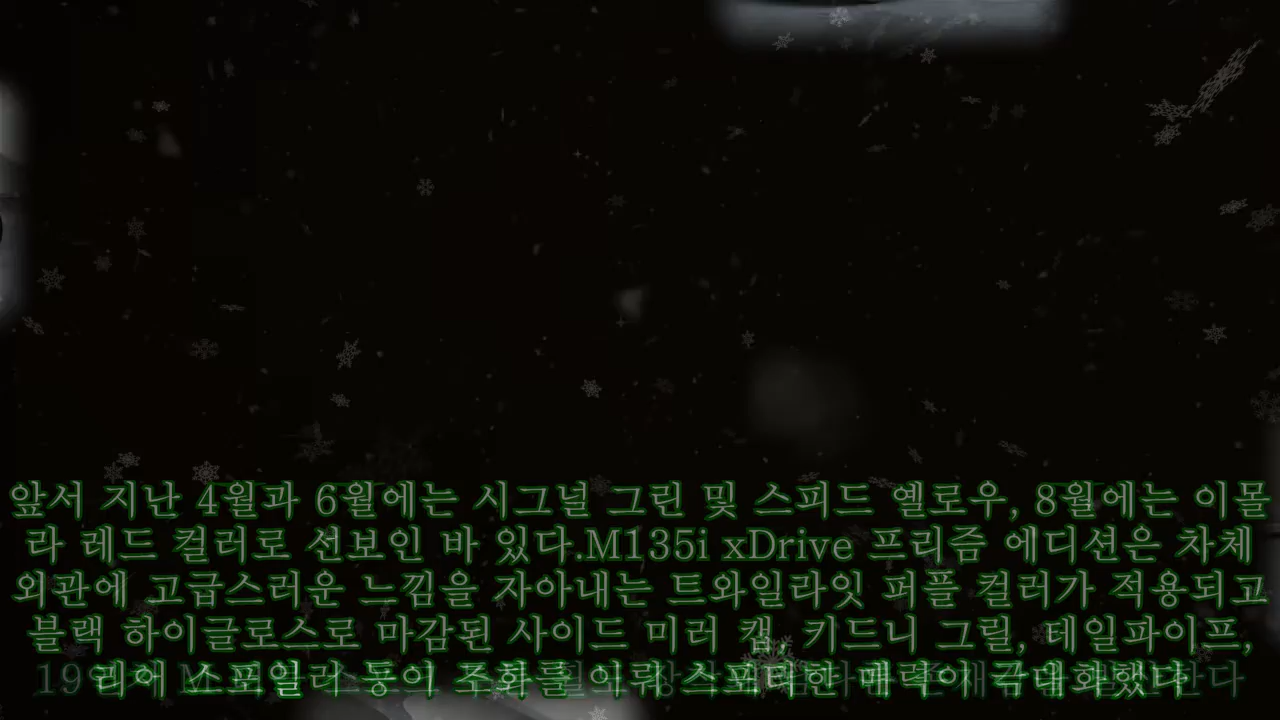 앞서 지난 4월과 6월에는 시그널 그린 및 스피드 옐로우, 8월에는 이몰
라 레드 컬러로 선보인 바 있다.M135i xDrive 프리즘 에디션은 차체
외관에 고급스러운 느낌을 자아내는 트와일라잇 퍼플 컬러가 적용되고
블랙 하이글로스로 마감된 사이드 미러 캡, 키드니 그릴, 테일파이프,
리어 스포일러 등이 조화를 이뤄 스포티한 매력이 극대화했다